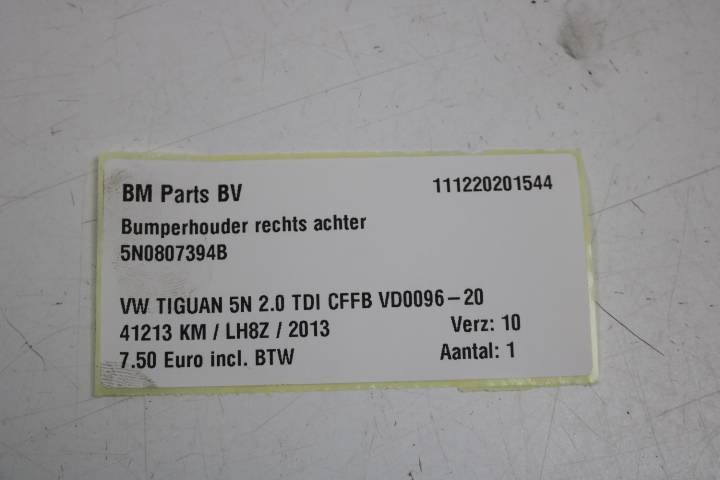 BM Parts BV 111220201544
Bumperhouder rechts achter
5N0807394B
VW TIGUAN 5N 2.0 TDI CFFB VD0096-20
41213 KM / LH8Z / 2013 Verz: 10
7.50 Euro incl. BTW Aantal: 1